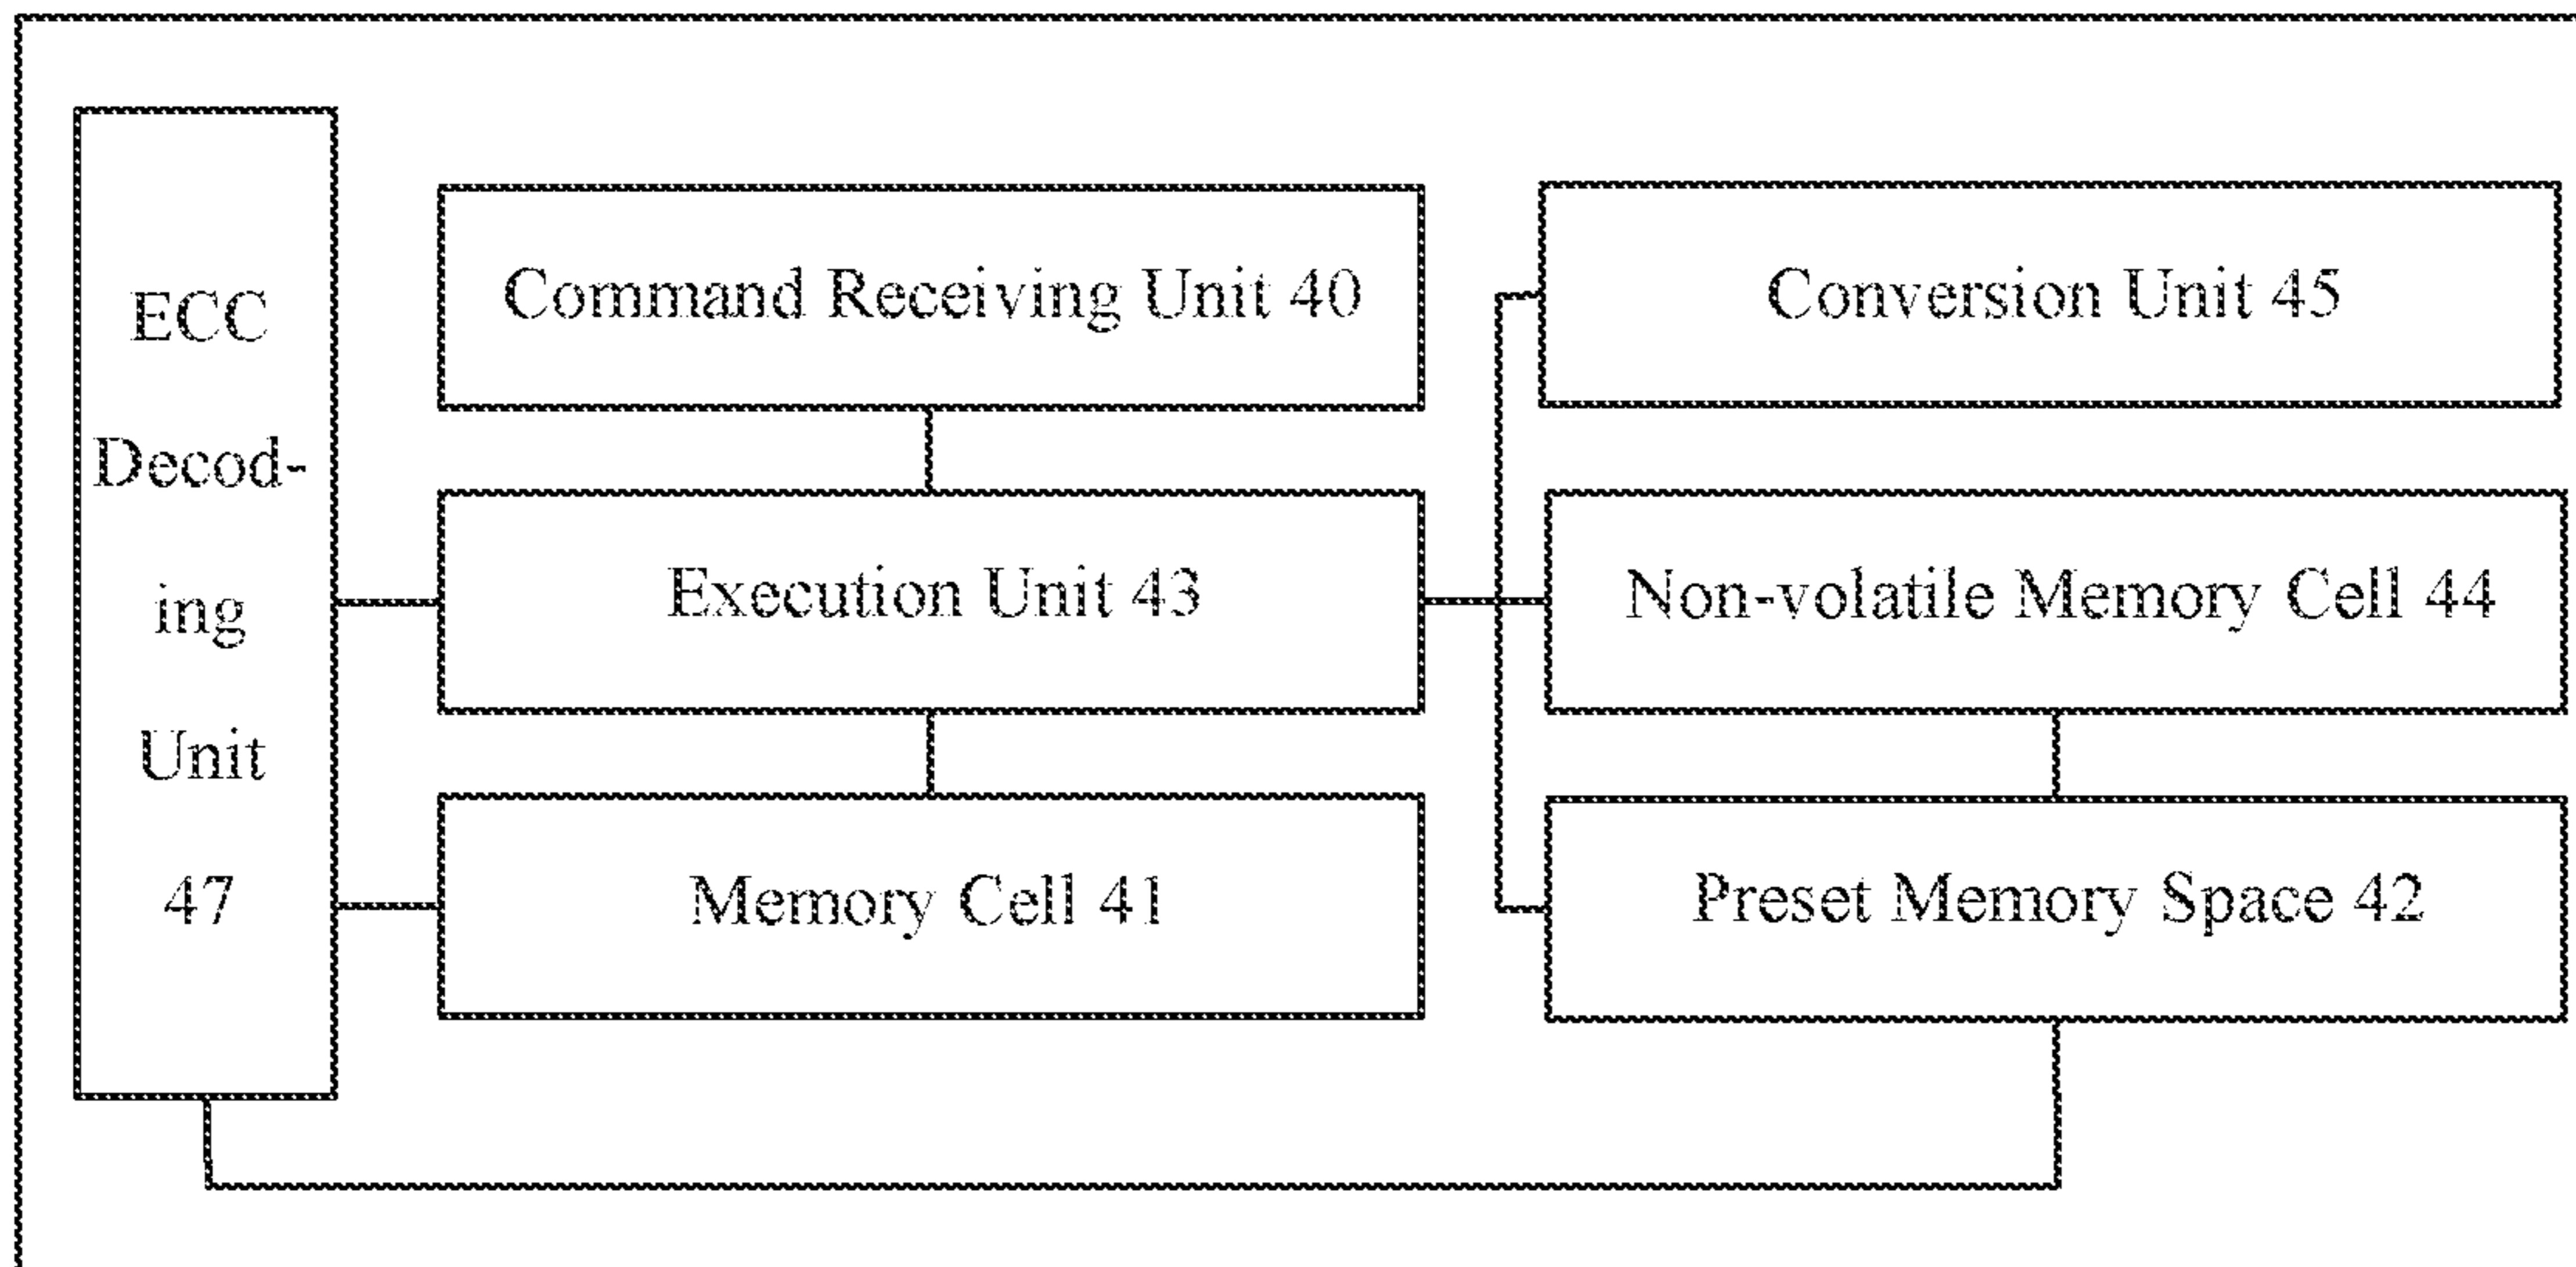 ECC
Decod-
ing
Unit
47
Command Receiving Unit 40
Conversion Unit 45
Execution Unit 43
Non-volatile Memory Cell 44
Memory Cell 41
Preset Memory Space 42